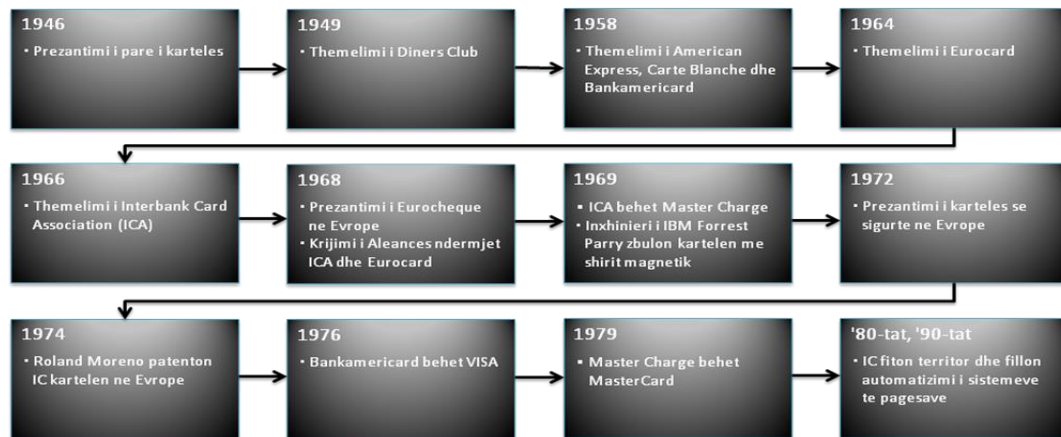 1946
▪ Prezantimi i pare i karteles
1949
▪ Themelimi i Diners Club
1958
▪ Themelimi i American
Express, Carte Blanche dhe
Bankamericard
1964
▪ Themelimi i Eurocard
1966
▪ Themelimi i Interbank Card
Association (ICA)
1968
▪ Prezantimi i Eurocheque
ne Evrope
▪ Krijimi i Aleances ndermjet
ICA dhe Eurocard
1969
▪ ICA behet Master Charge
▪ Inxhinieri i IBM Forrest
Parry zbulon kartelen me
shirit magnetik
1972
▪ Prezantimi i karteles se
sigurte ne Evrope
1974
▪ Roland Moreno patenton
IC kartelen ne Evrope
1976
▪ Bankamericard behet VISA
1979
▪ Master Charge behet
MasterCard
'80-tat, '90-tat
▪ IC fiton territor dhe fillon
automatizimi i sistemeve
te pagesave